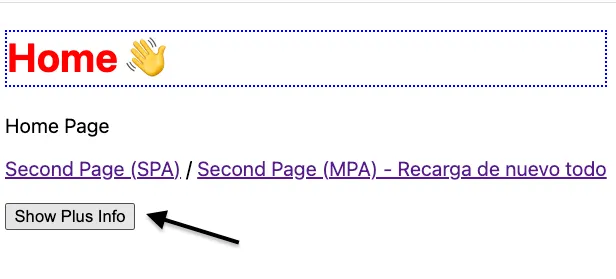 Home 👋
Home Page
Second Page (SPA) / Second Page (MPA) - Recarga de nuevo todo
Show Plus Info